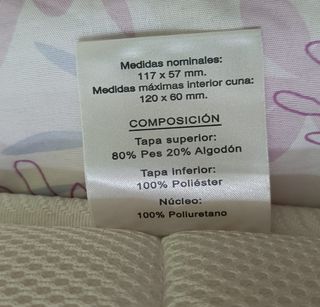 Medidas nominales:
117 x 57 mm.
Medidas máximas interior cuna:
120 x 60 mm.
COMPOSICIÓN
Tapa superior:
80% Pes 20% Algodón
Tapa inferior:
100% Poliéster
Núcleo:
100% Poliuretano